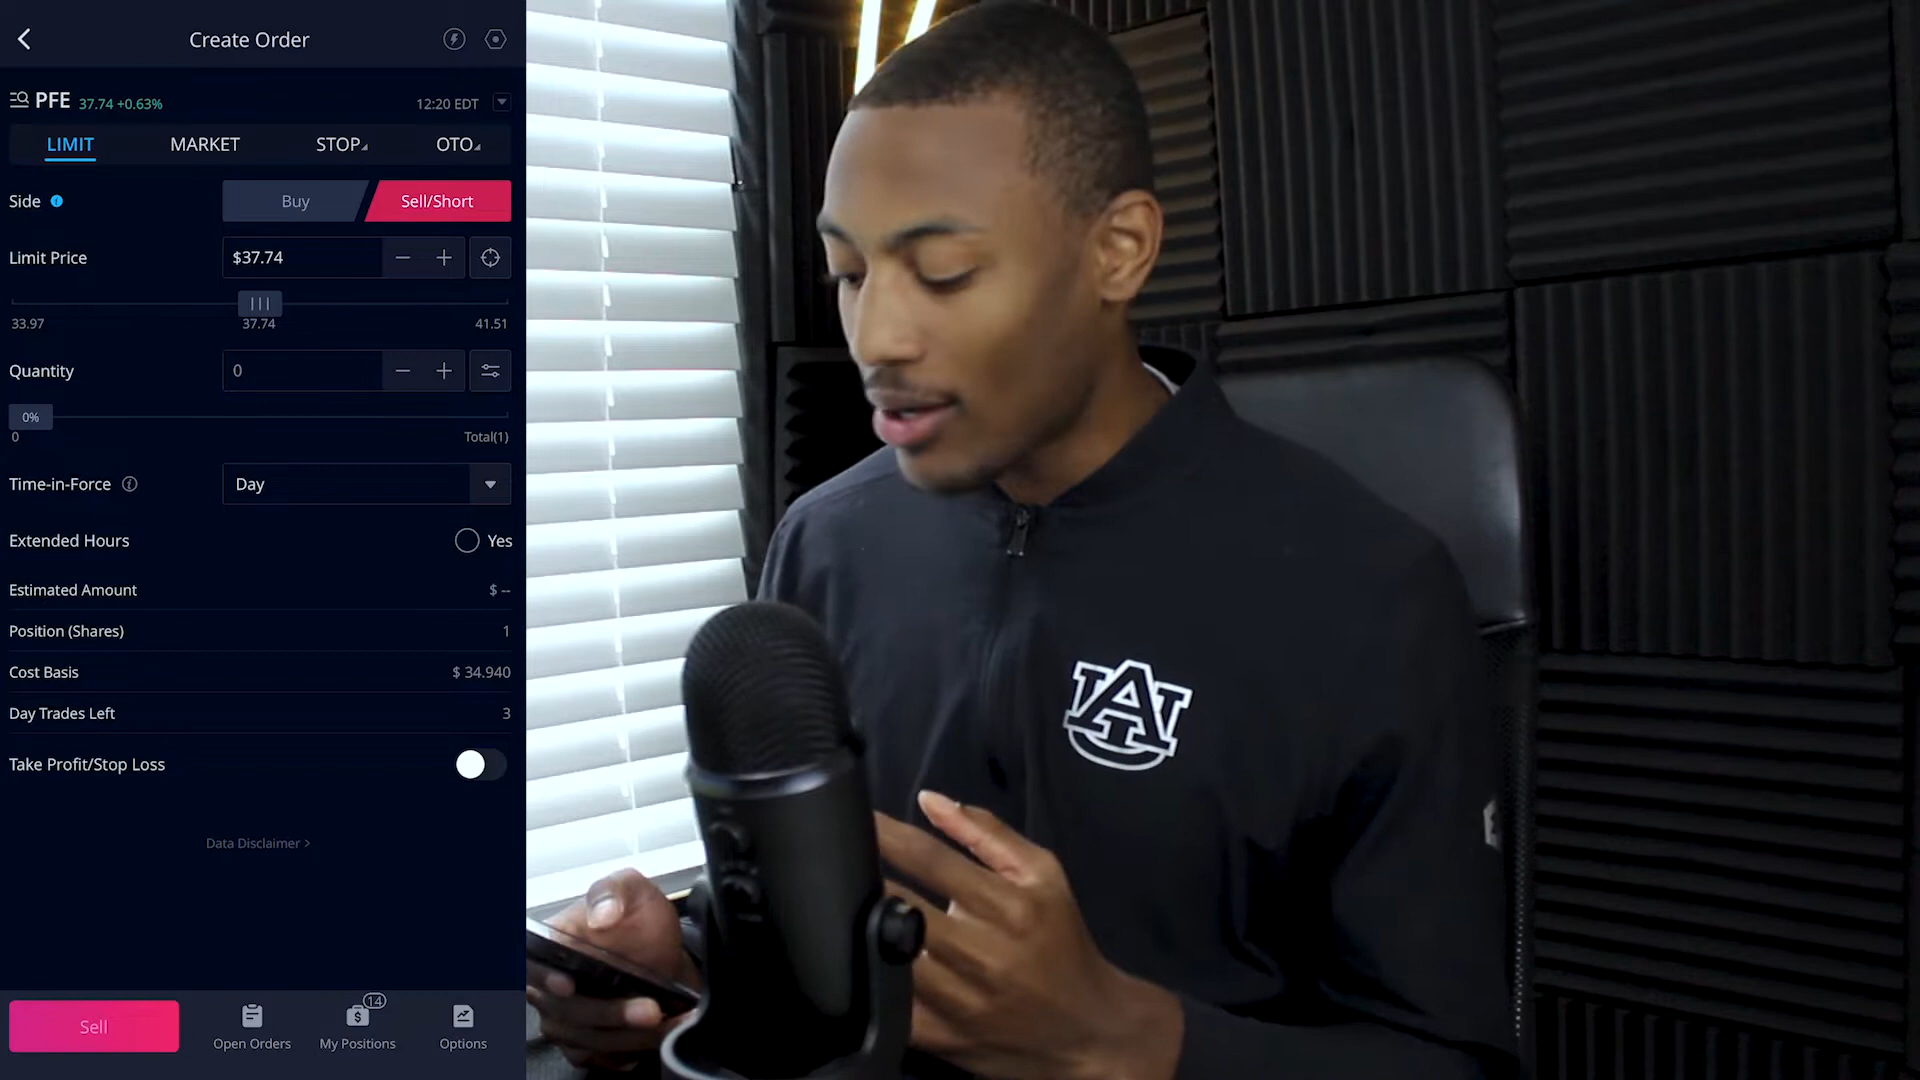 Create Order
PFE 37.74 +0.63% 12:20 EDT
LIMIT MARKET STOP OTO
Side Buy Sell/Short
Limit Price $37.74
33.97 37.74 41.51
Quantity 0
0%
0 Total(1)
Time-in-Force Day
Extended Hours Yes
Estimated Amount $ --
Position (Shares) 1
Cost Basis $ 34.940
Day Trades Left 3
Take Profit/Stop Loss
Data Disclaimer >
Sell
Open Orders
14
My Positions
Options
AU